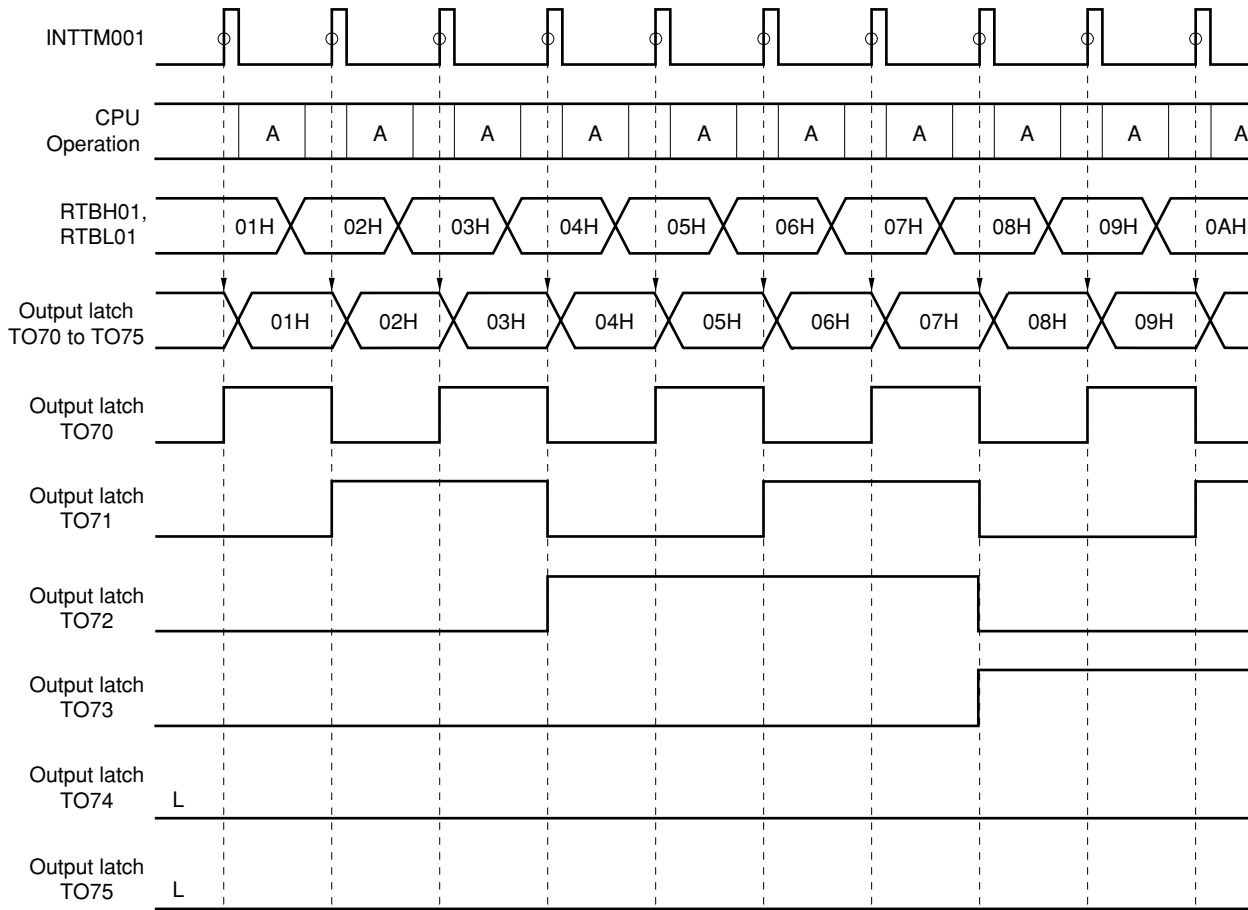 INTTM001
CPU
Operation
A A A A A A A A A A
RTBH01,
RTBL01
01H 02H 03H 04H 05H 06H 07H 08H 09H 0AH
Output latch
TO70 to TO75
01H 02H 03H 04H 05H 06H 07H 08H 09H
Output latch
TO70
Output latch
TO71
Output latch
TO72
Output latch
TO73
Output latch
TO74
L
Output latch
TO75
L